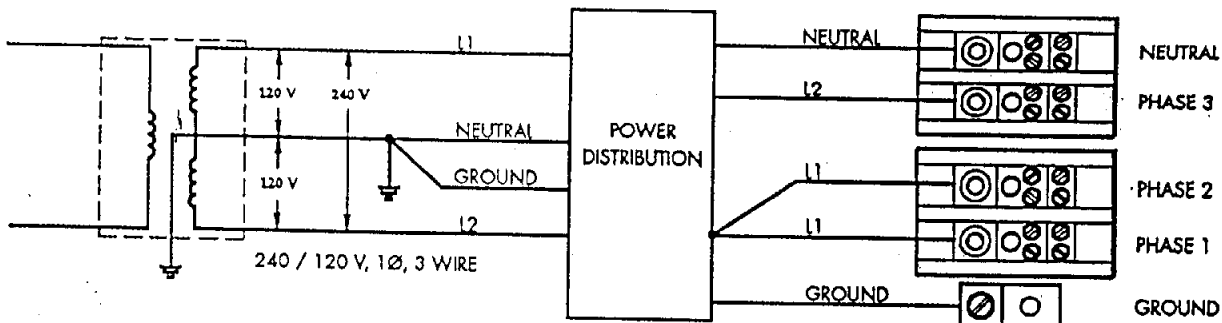 L1
120 V
240 V
NEUTRAL
120 V
GROUND
L2
240 / 120 V, 1Ø, 3 WIRE
POWER
DISTRIBUTION
NEUTRAL
L2
L1
L1
GROUND
NEUTRAL
PHASE 3
PHASE 2
PHASE 1
GROUND